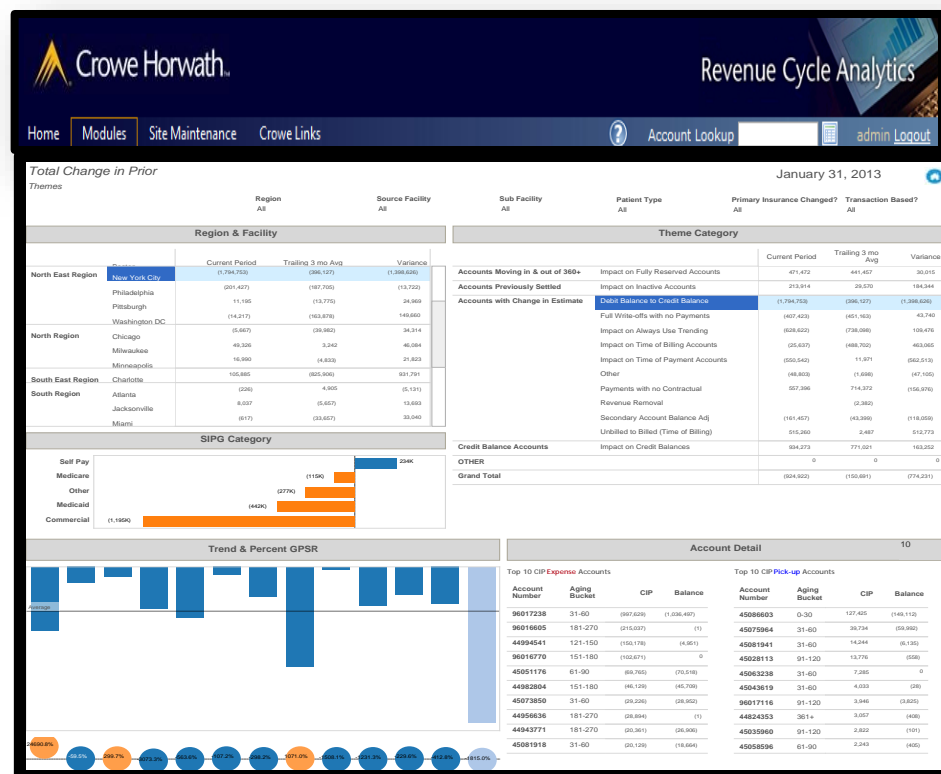 Crowe Horwath™
Revenue Cycle Analytics
Home Modules Site Maintenance Crowe Links ? Account Lookup admin Logout
Total Change in Prior January 31, 2013
Themes
Region Source Facility Sub Facility Patient Type Primary Insurance Changed? Transaction Based?
All All All All All All
Region & Facility
Current Period Trailing 3 mo Avg Variance
North East Region New York City (1,794,753) (396,127) (1,398,626)
Philadelphia (201,427) (187,705) (13,722)
Pittsburgh 11,195 (13,775) 24,969
Washington DC (14,217) (163,878) 149,660
North Region Chicago (5,667) (39,982) 34,314
Milwaukee 49,326 3,242 46,084
Minneapolis 16,990 (4,833) 21,823
South East Region Charlotte 105,885 (825,906) 931,791
South Region Atlanta (226) 4,905 (5,131)
Jacksonville 8,037 (5,657) 13,693
Miami (617) (33,657) 33,040
Theme Category
Current Period Trailing 3 mo Avg Variance
Accounts Moving in & out of 360+ Impact on Fully Reserved Accounts 471,472 441,457 30,015
Accounts Previously Settled Impact on Inactive Accounts 213,914 29,570 184,344
Accounts with Change in Estimate Debit Balance to Credit Balance (1,794,753) (396,127) (1,398,626)
Full Write-offs with no Payments (407,423) (451,163) 43,740
Impact on Always Use Trending (628,622) (738,098) 109,476
Impact on Time of Billing Accounts (25,637) (488,702) 463,065
Impact on Time of Payment Accounts (550,542) 11,971 (562,513)
Other (48,803) (1,698) (47,105)
Payments with no Contractual 557,396 714,372 (156,976)
Revenue Removal (2,382)
Secondary Account Balance Adj (161,457) (43,399) (118,059)
Unbilled to Billed (Time of Billing) 515,260 2,487 512,773
Credit Balance Accounts Impact on Credit Balances 934,273 771,021 163,252
OTHER 0 0 0
Grand Total (924,922) (150,691) (774,231)
SIPG Category
Self Pay 234K
Medicare (115K)
Other (277K)
Medicaid (442K)
Commercial (1,195K)
Trend & Percent GPSR
Average
24690.8% -59.5% 299.7% 1071.0% -1815.0%
Account Detail 10
Top 10 CIP Expense Accounts
Account Number Aging Bucket CIP Balance
96017238 31-60 (997,628) (1,036,497)
96016605 181-270 (215,037) (1)
44994541 121-150 (150,178) (4,951)
96016770 151-180 (102,671) 0
45051176 61-90 (69,765) (70,518)
44982804 151-180 (46,129) (45,709)
45073850 31-60 (29,226) (28,952)
44956636 181-270 (28,894) (1)
44943771 181-270 (20,361) (26,906)
45081918 31-60 (20,129) (18,664)
Top 10 CIP Pick-up Accounts
Account Number Aging Bucket CIP Balance
45086603 0-30 127,425 (149,112)
45075964 31-60 38,734 (59,992)
45081941 31-60 14,244 (6,135)
45028113 91-120 13,776 (558)
45063238 31-60 7,285 0
45043619 31-60 4,033 (28)
96017116 91-120 3,946 (3,825)
44824353 361+ 3,057 (408)
45035960 91-120 2,822 (101)
45058596 61-90 2,243 (405)